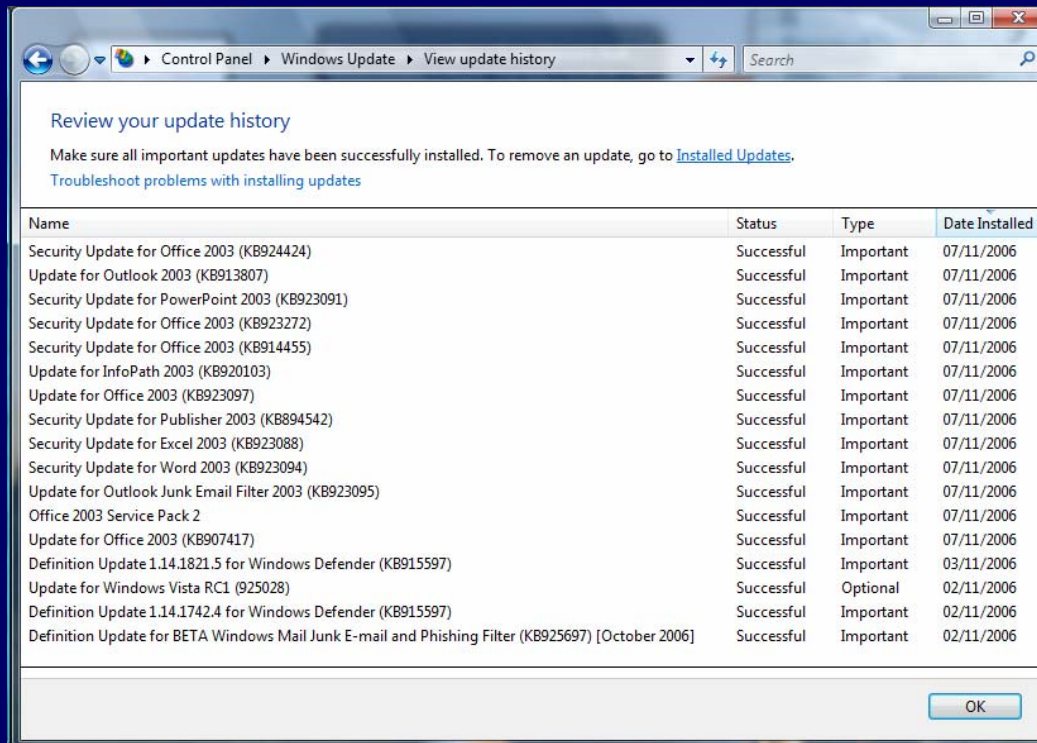 Control Panel Windows Update View update history Search
Review your update history
Make sure all important updates have been successfully installed. To remove an update, go to Installed Updates.
Troubleshoot problems with installing updates
Name Status Type Date Installed
Security Update for Office 2003 (KB924424) Successful Important 07/11/2006
Update for Outlook 2003 (KB913807) Successful Important 07/11/2006
Security Update for PowerPoint 2003 (KB923091) Successful Important 07/11/2006
Security Update for Office 2003 (KB923272) Successful Important 07/11/2006
Security Update for Office 2003 (KB914455) Successful Important 07/11/2006
Update for InfoPath 2003 (KB920103) Successful Important 07/11/2006
Update for Office 2003 (KB923097) Successful Important 07/11/2006
Security Update for Publisher 2003 (KB894542) Successful Important 07/11/2006
Security Update for Excel 2003 (KB923088) Successful Important 07/11/2006
Security Update for Word 2003 (KB923094) Successful Important 07/11/2006
Update for Outlook Junk Email Filter 2003 (KB923095) Successful Important 07/11/2006
Office 2003 Service Pack 2 Successful Important 07/11/2006
Update for Office 2003 (KB907417) Successful Important 07/11/2006
Definition Update 1.14.1821.5 for Windows Defender (KB915597) Successful Important 03/11/2006
Update for Windows Vista RC1 (925028) Successful Optional 02/11/2006
Definition Update 1.14.1742.4 for Windows Defender (KB915597) Successful Important 02/11/2006
Definition Update for BETA Windows Mail Junk E-mail and Phishing Filter (KB925697) [October 2006] Successful Important 02/11/2006
OK